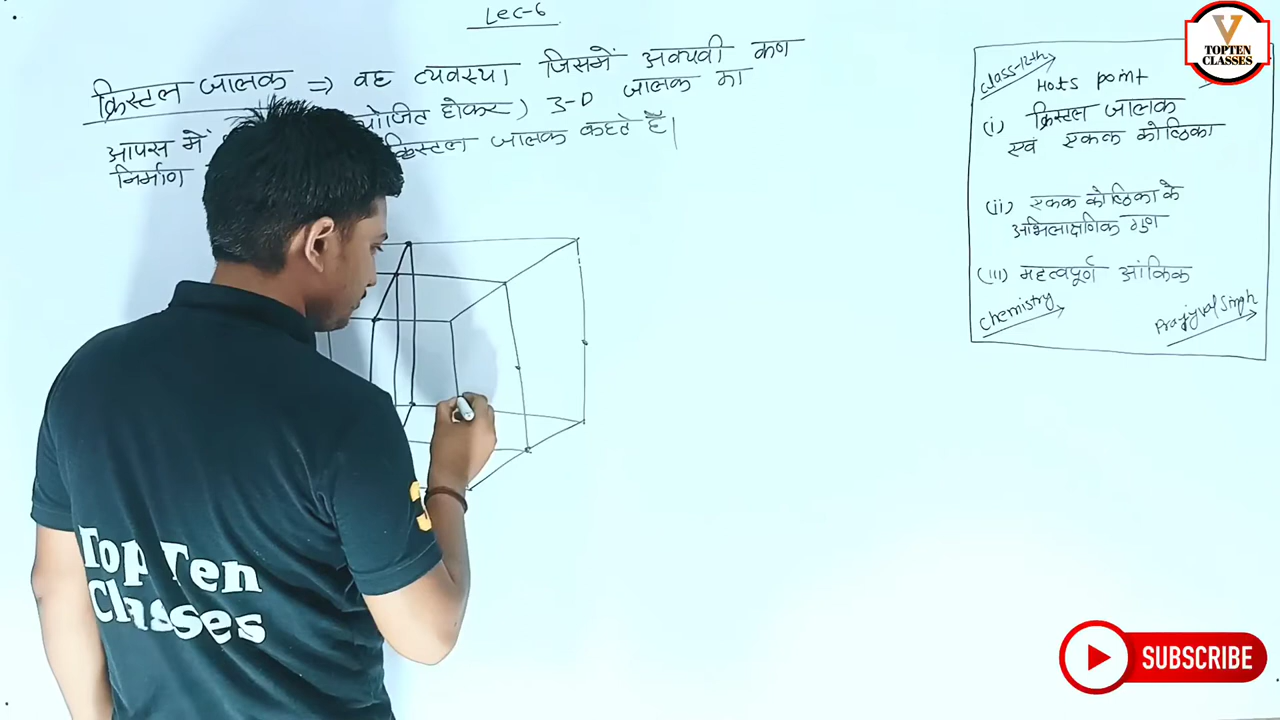 Lec-6
क्रिस्टल जालक ⇒ वह व्यवस्था जिसमें अवयवी कण
आपस में योजित होकर) 3-D जालक का
निर्माण क्रिस्टल जालक कहते हैं।
class-12th
Hots point
(i) क्रिस्टल जालक
एवं एकक कोष्ठिका
(ii) एकक कोष्ठिका के
अभिलाक्षणिक गुण
(iii) महत्वपूर्ण आंकिक
Chemistry
Prajjwal Singh
TOPTEN
CLASSES
Top Ten
Classes
SUBSCRIBE